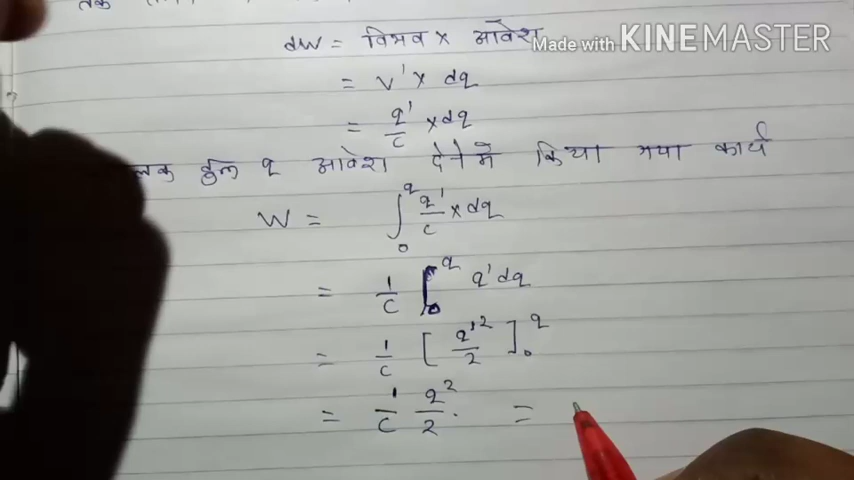 तक
dW = विभव × आवेश
Made with KINEMASTER
= v' × dq
= q'/c × dq
कुल q आवेश देने में किया गया कार्य
W = ∫₀^q q'/c × dq
= 1/c ∫₀^q q' dq
= 1/c [q'²/2]₀^q
= 1/c q²/2 . =